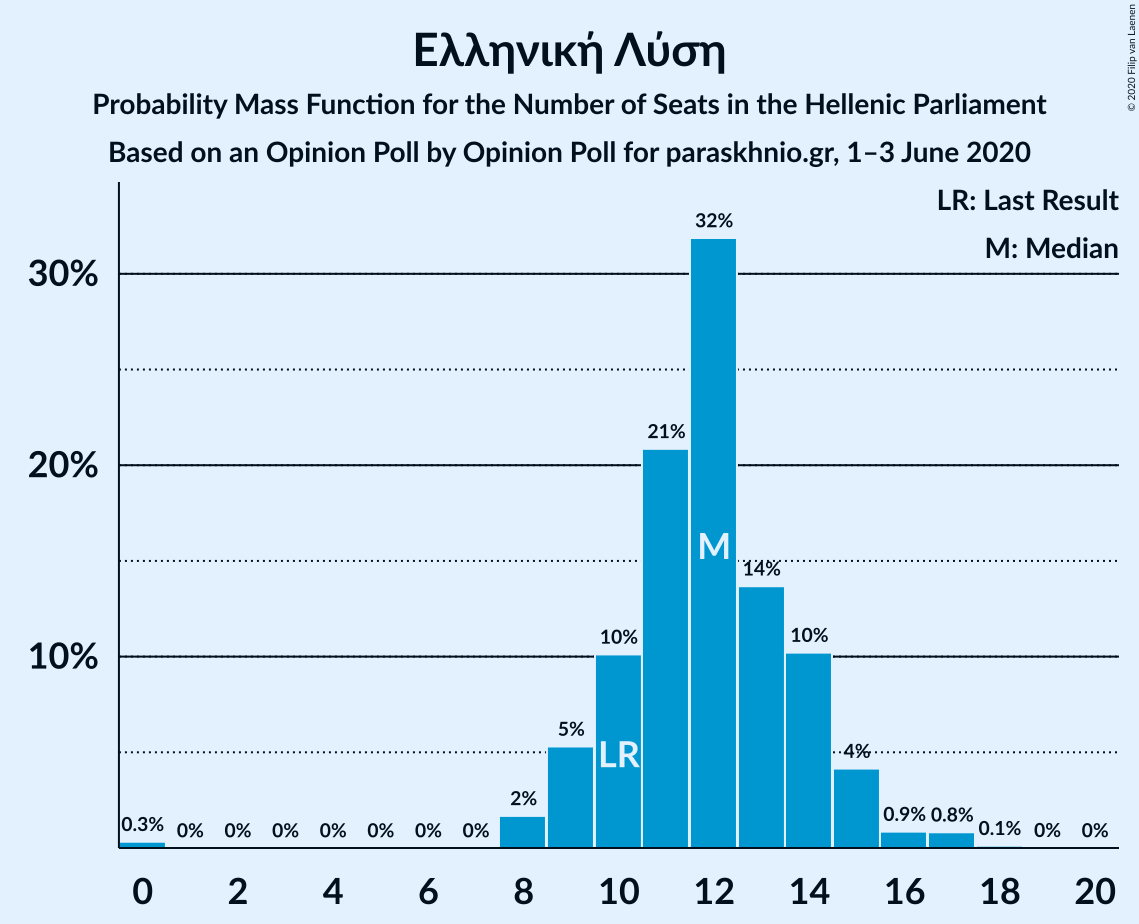 Ελληνική Λύση
Probability Mass Function for the Number of Seats in the Hellenic Parliament
Based on an Opinion Poll by Opinion Poll for paraskhnio.gr, 1–3 June 2020
© 2020 Filip van Laenen
LR: Last Result
M: Median
30%
20%
10%
0.3%
0%
0%
0%
0%
0%
0%
0%
2%
5%
10%
21%
32%
14%
10%
4%
0.9%
0.8%
0.1%
0%
0%
LR
M
0 2 4 6 8 10 12 14 16 18 20